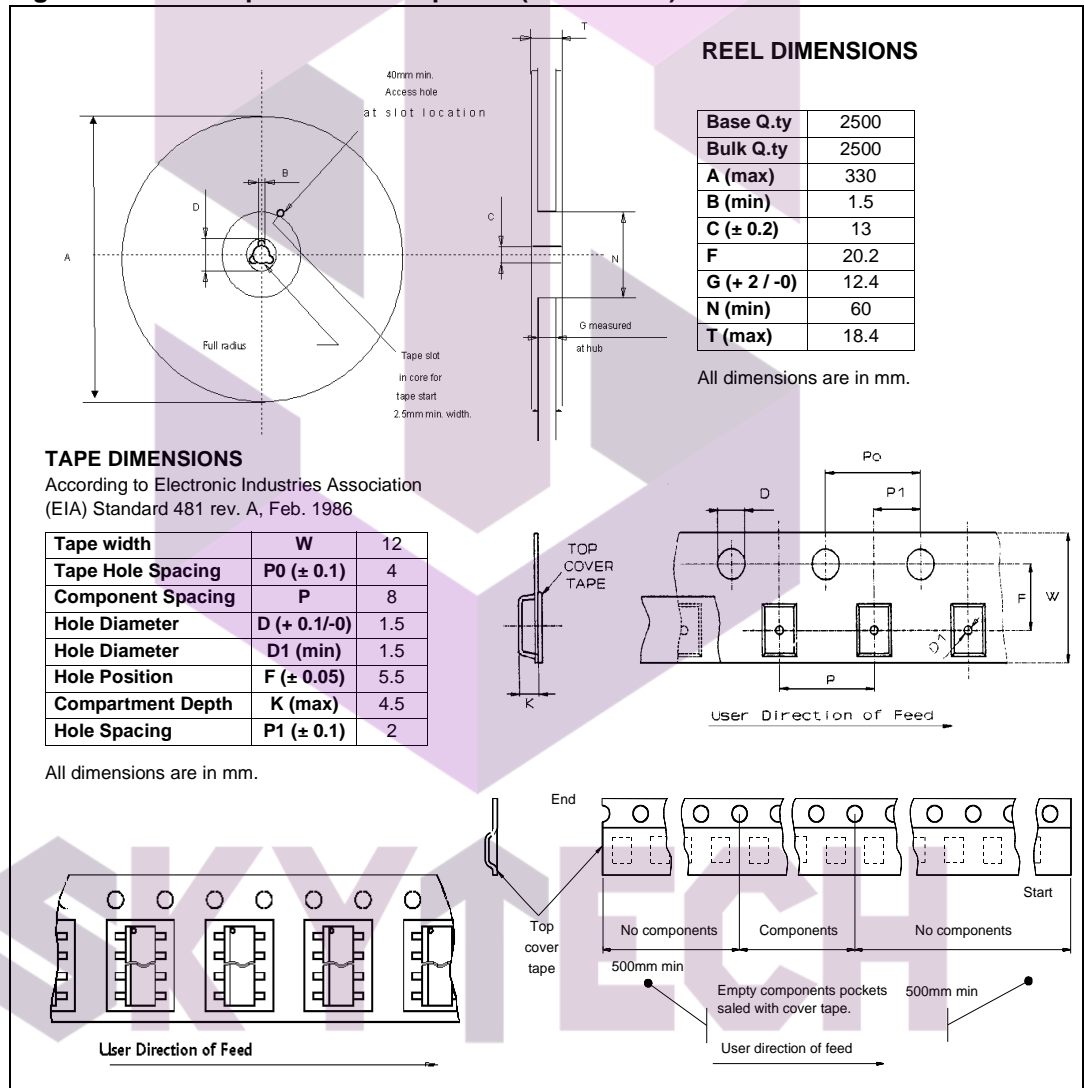 T
REEL DIMENSIONS
40mm min.
Access hole
at slot location
B
D
A
C
N
Full radius
Tape slot
in core for
tape start
2.5mm min. width.
G measured
at hub
Base Q.ty 2500
Bulk Q.ty 2500
A (max) 330
B (min) 1.5
C (± 0.2) 13
F 20.2
G (+ 2 / -0) 12.4
N (min) 60
T (max) 18.4
All dimensions are in mm.
TAPE DIMENSIONS
According to Electronic Industries Association
(EIA) Standard 481 rev. A, Feb. 1986
Tape width W 12
Tape Hole Spacing P0 (± 0.1) 4
Component Spacing P 8
Hole Diameter D (+ 0.1/-0) 1.5
Hole Diameter D1 (min) 1.5
Hole Position F (± 0.05) 5.5
Compartment Depth K (max) 4.5
Hole Spacing P1 (± 0.1) 2
All dimensions are in mm.
TOP
COVER
TAPE
K
Po
D
P1
F
W
D1
P
User Direction of Feed
End
Start
Top
cover
tape
No components Components No components
500mm min
Empty components pockets
saled with cover tape.
500mm min
User direction of feed
User Direction of Feed
SKYTECH